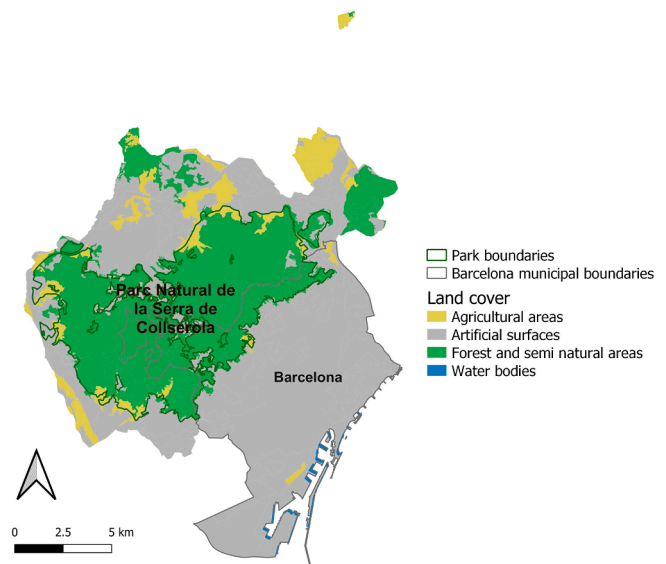 Parc Natural de
la Serra de
Collserola
Barcelona
Park boundaries
Barcelona municipal boundaries
Land cover
Agricultural areas
Artificial surfaces
Forest and semi natural areas
Water bodies
0 2.5 5 km